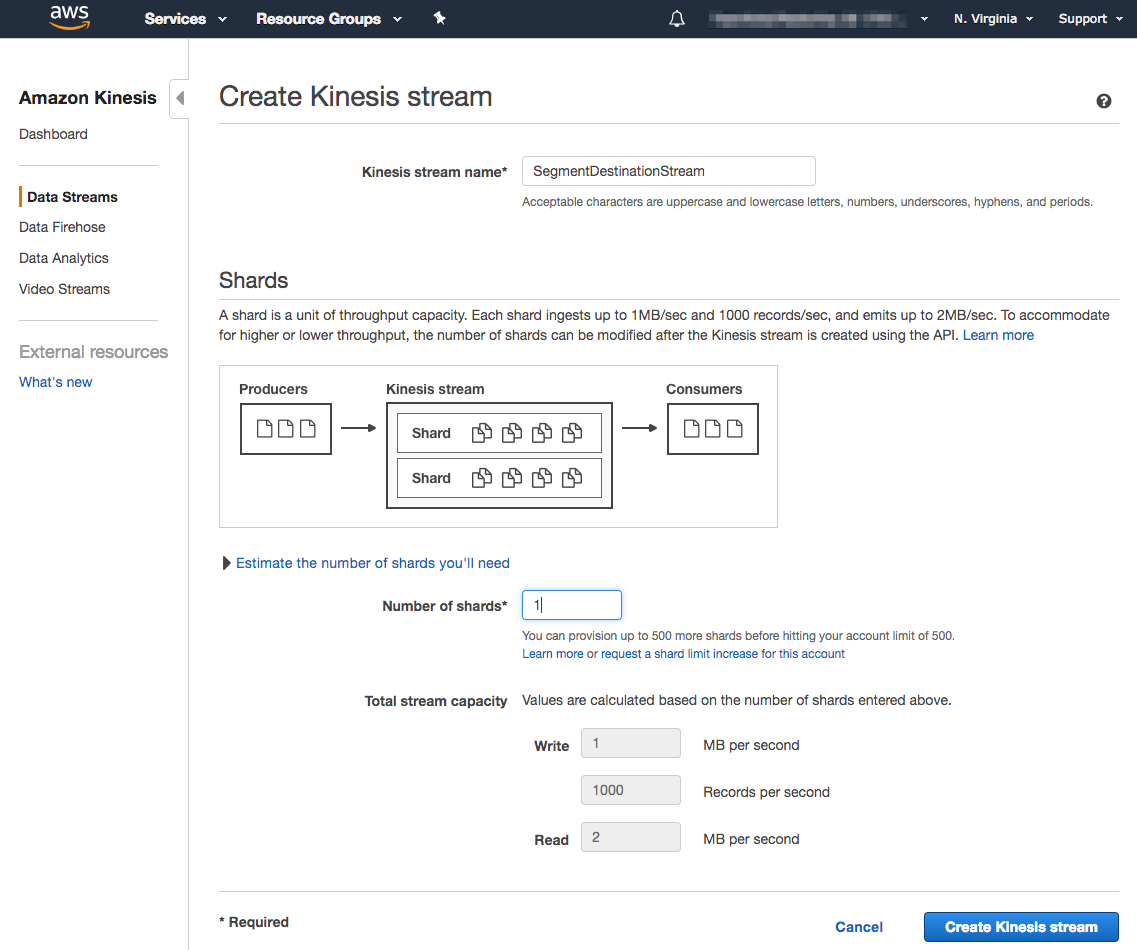 aws Services Resource Groups N. Virginia Support
Amazon Kinesis
Dashboard
Data Streams
Data Firehose
Data Analytics
Video Streams
External resources
What's new
Create Kinesis stream
?
Kinesis stream name* SegmentDestinationStream
Acceptable characters are uppercase and lowercase letters, numbers, underscores, hyphens, and periods.
Shards
A shard is a unit of throughput capacity. Each shard ingests up to 1MB/sec and 1000 records/sec, and emits up to 2MB/sec. To accommodate
for higher or lower throughput, the number of shards can be modified after the Kinesis stream is created using the API. Learn more
Producers Kinesis stream Consumers
Shard
Shard
Estimate the number of shards you'll need
Number of shards* 1
You can provision up to 500 more shards before hitting your account limit of 500.
Learn more or request a shard limit increase for this account
Total stream capacity Values are calculated based on the number of shards entered above.
Write 1 MB per second
1000 Records per second
Read 2 MB per second
* Required Cancel Create Kinesis stream